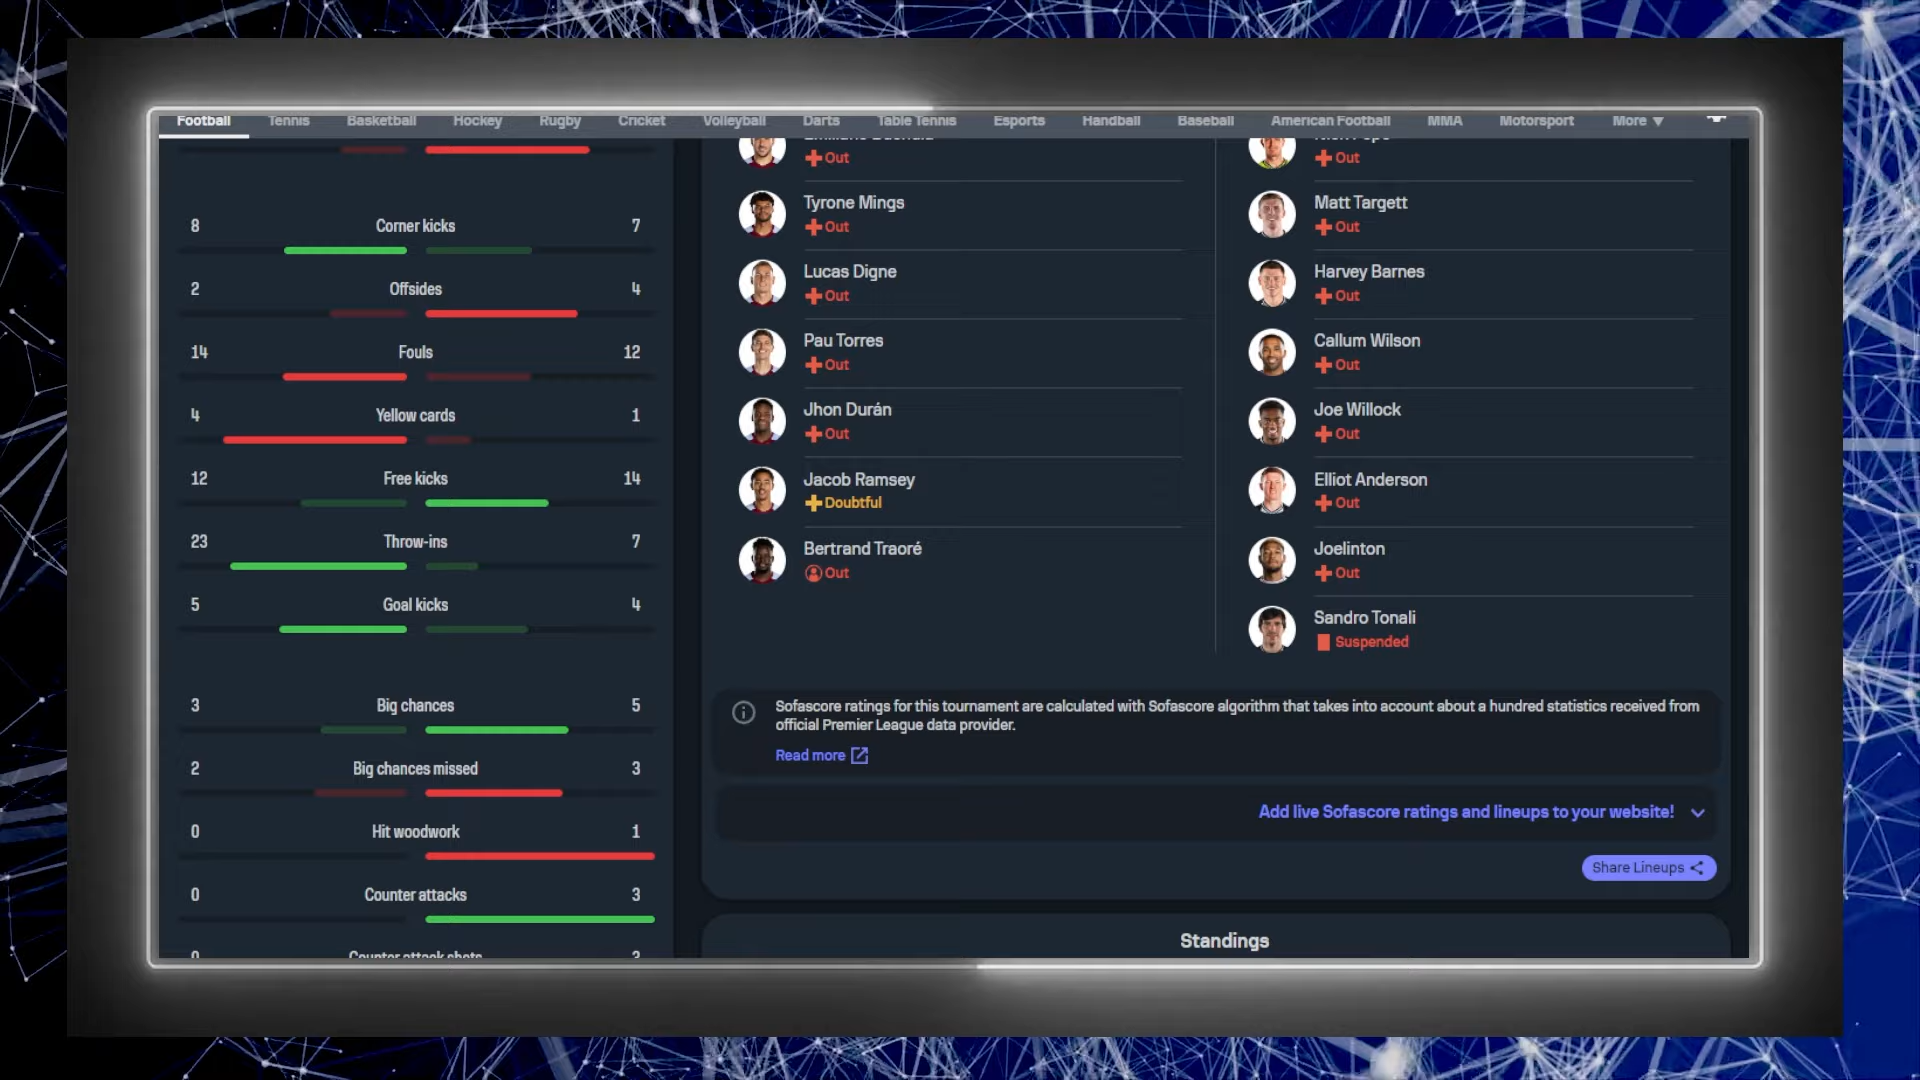 Football Tennis Basketball Hockey Rugby Cricket Volleyball Darts Table Tennis Esports Handball Baseball American Football MMA Motorsport More
8 Corner kicks 7
2 Offsides 4
14 Fouls 12
4 Yellow cards 1
12 Free kicks 14
23 Throw-ins 7
5 Goal kicks 4
3 Big chances 5
2 Big chances missed 3
0 Hit woodwork 1
0 Counter attacks 3
Counter attack shots
Out
Tyrone Mings
Out
Lucas Digne
Out
Pau Torres
Out
Jhon Durán
Out
Jacob Ramsey
Doubtful
Bertrand Traoré
Out
Out
Matt Targett
Out
Harvey Barnes
Out
Callum Wilson
Out
Joe Willock
Out
Elliot Anderson
Out
Joelinton
Out
Sandro Tonali
Suspended
Sofascore ratings for this tournament are calculated with Sofascore algorithm that takes into account about a hundred statistics received from
official Premier League data provider.
Read more
Add live Sofascore ratings and lineups to your website!
Share Lineups
Standings